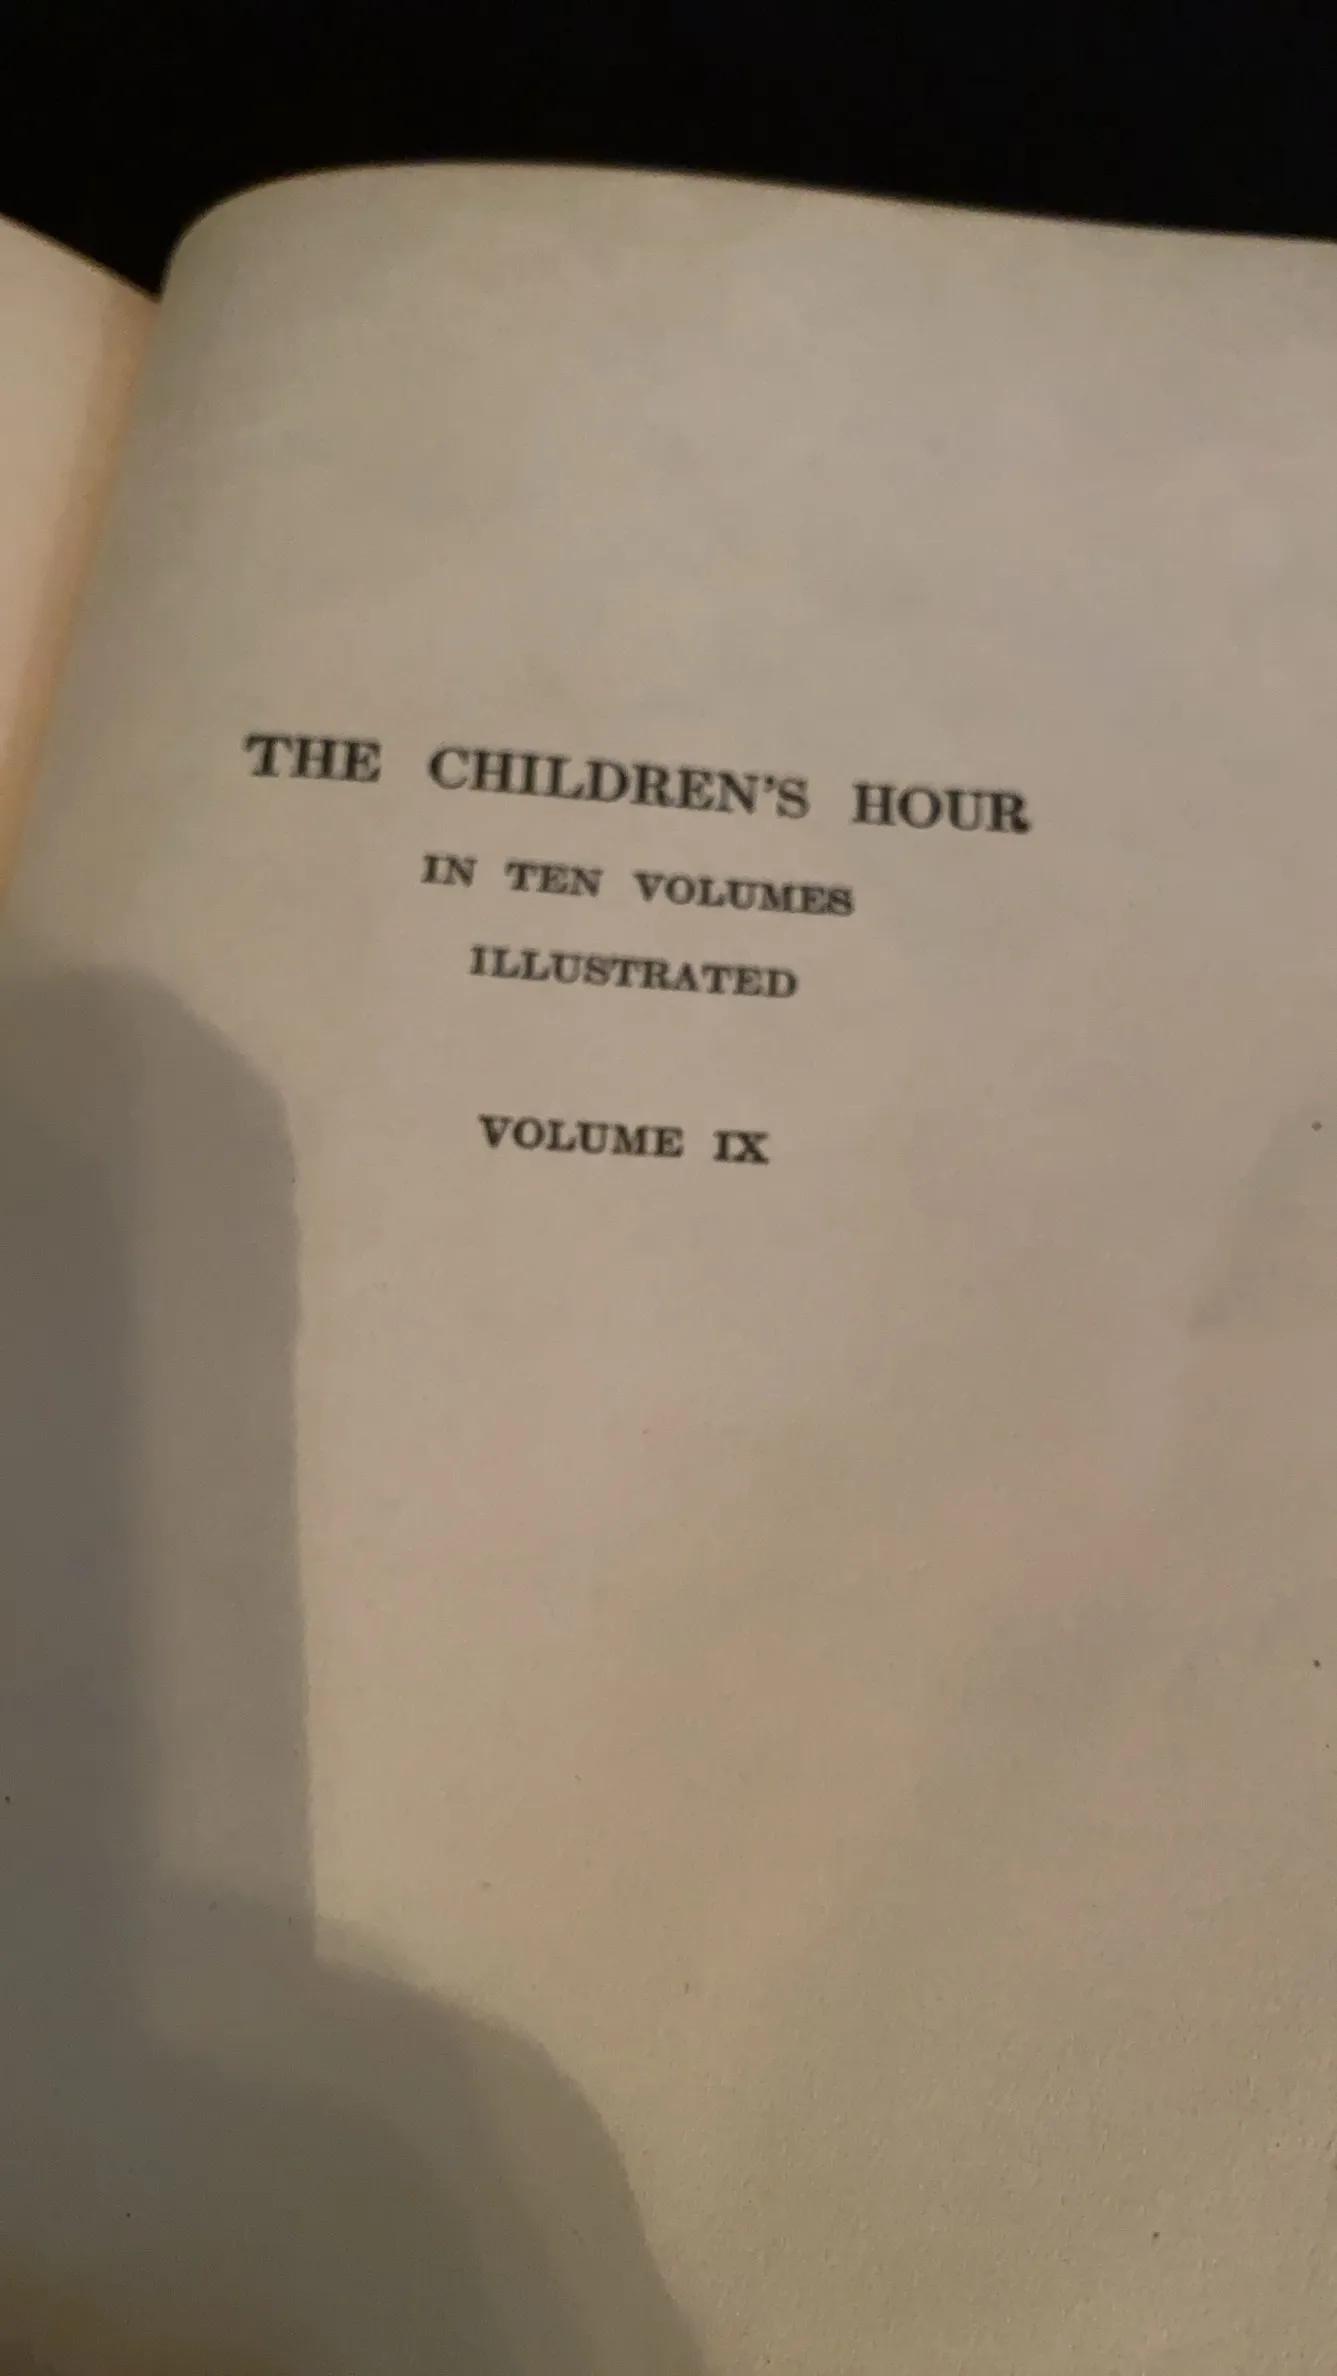 THE CHILDREN'S HOUR
IN TEN VOLUMES
ILLUSTRATED
VOLUME IX